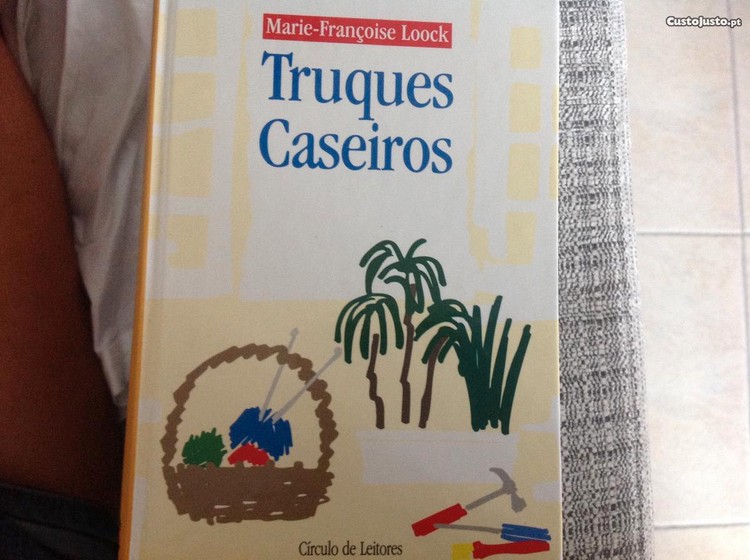 CustoJusto.pt
Marie-Françoise Loock
Truques
Caseiros
Círculo de Leitores